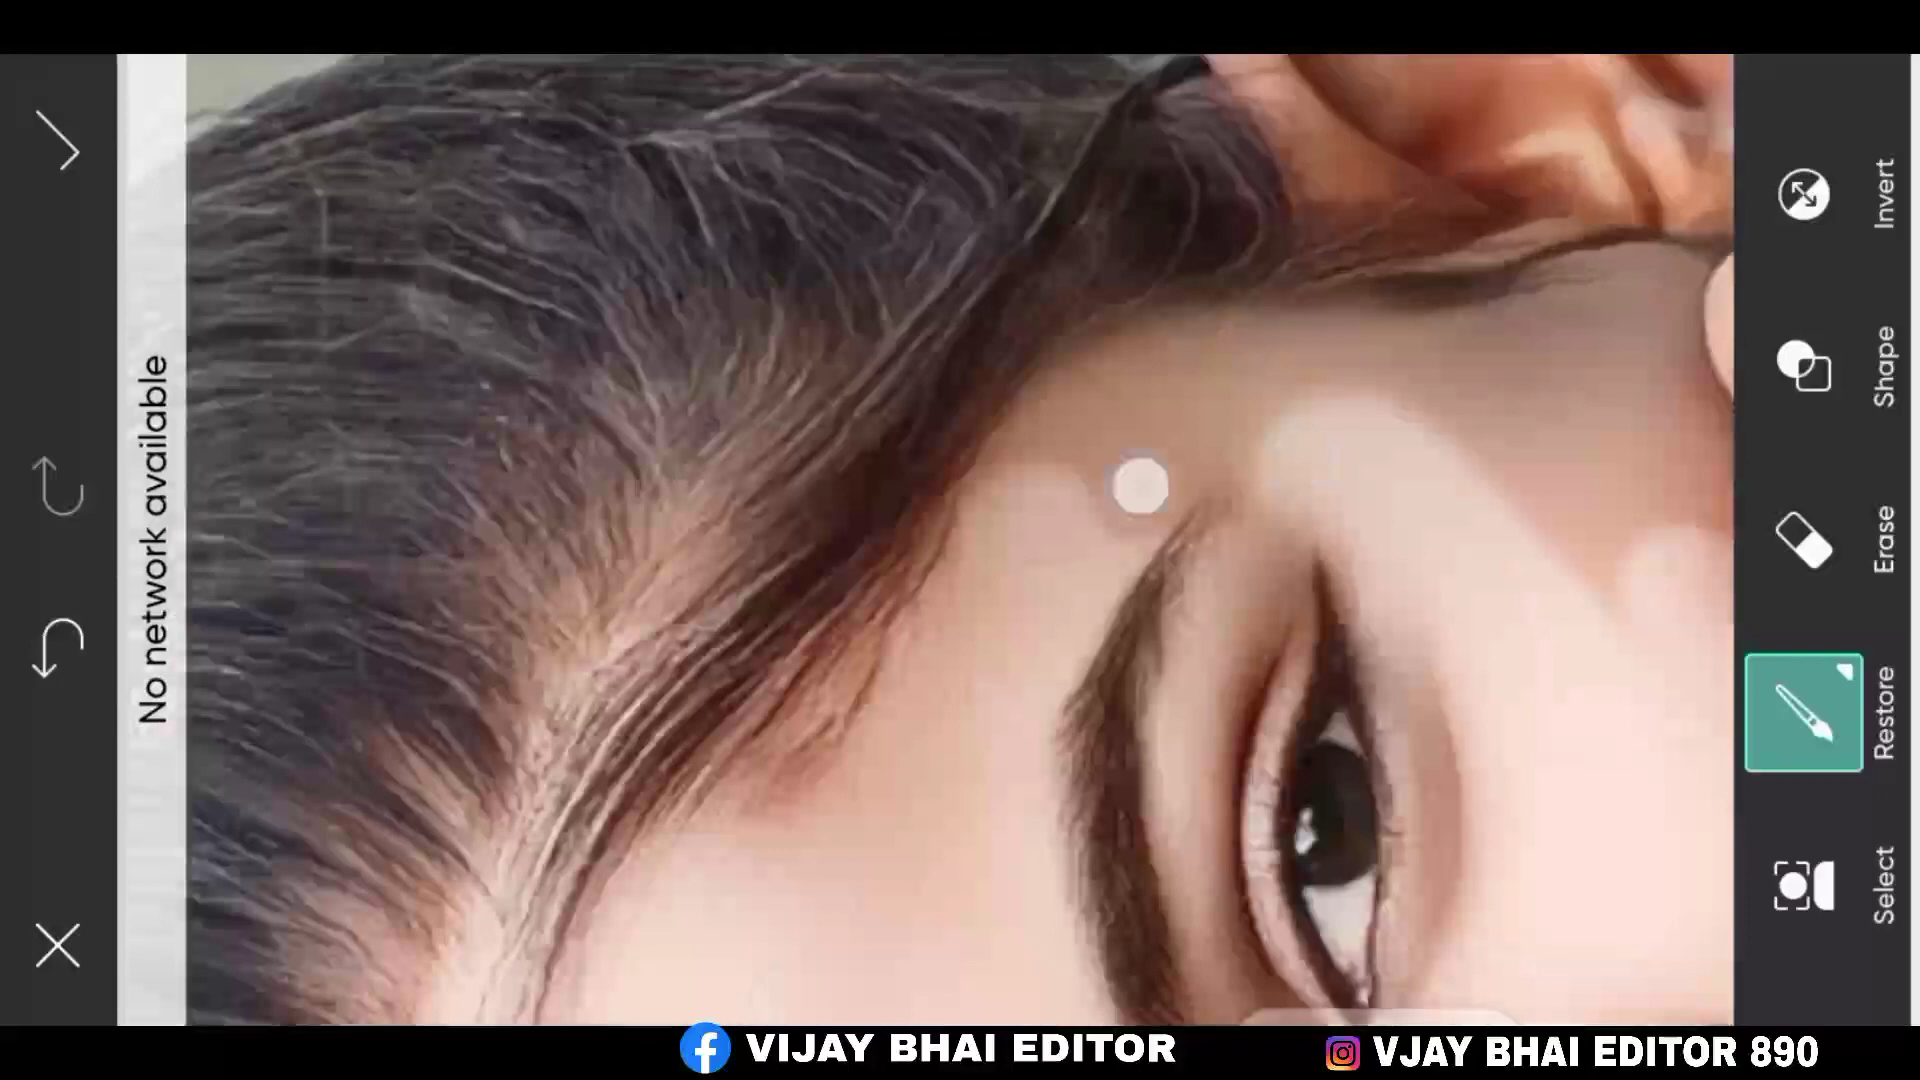 No network available
Invert
Shape
Erase
Restore
Select
VIJAY BHAI EDITOR
VJAY BHAI EDITOR 890